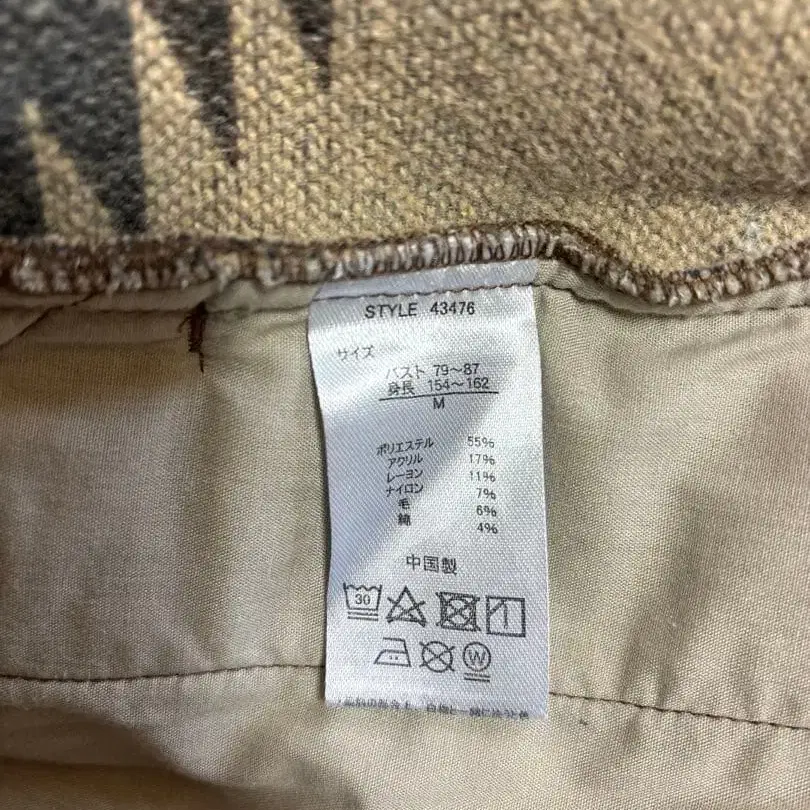 STYLE 43476
サイズ
バスト 79～87
身長 154～162
M
ポリエステル 55%
アクリル 17%
レーヨン 11%
ナイロン 7%
毛 6%
綿 4%
中国製
30
W